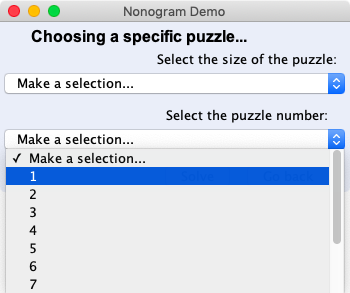 Nonogram Demo
Choosing a specific puzzle...
Select the size of the puzzle:
Make a selection...
Select the puzzle number:
Make a selection...
✓ Make a selection...
1
2
3
4
5
6
7